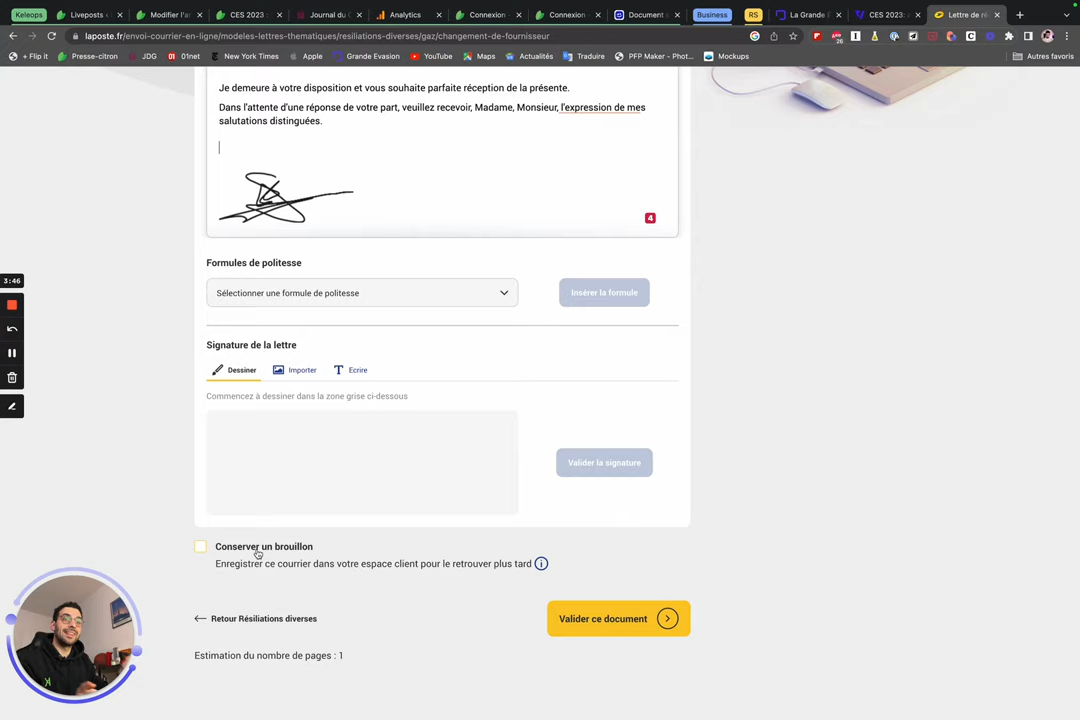 Keleops
Liveposts
Modifier l'a
CES 2023 :
Journal du
Analytics
Connexion
Connexion
Document s
Business
RS
La Grande E
CES 2023:
Lettre de ré
laposte.fr/envoi-courrier-en-ligne/modeles-lettres-thematiques/resiliations-diverses/gaz/changement-de-fournisseur
+ Flip it
Presse-citron
JDG
01net
New York Times
Apple
Grande Evasion
YouTube
Maps
Actualités
Traduire
PFP Maker – Phot...
Mockups
Autres favoris
Je demeure à votre disposition et vous souhaite parfaite réception de la présente.
Dans l'attente d'une réponse de votre part, veuillez recevoir, Madame, Monsieur, l'expression de mes
salutations distinguées.
4
Formules de politesse
3:46
Sélectionner une formule de politesse
Insérer la formule
Signature de la lettre
Dessiner
Importer
T Ecrire
Commencez à dessiner dans la zone grise ci-dessous
Valider la signature
Conserver un brouillon
Enregistrer ce courrier dans votre espace client pour le retrouver plus tard
Retour Résiliations diverses
Valider ce document
Estimation du nombre de pages : 1